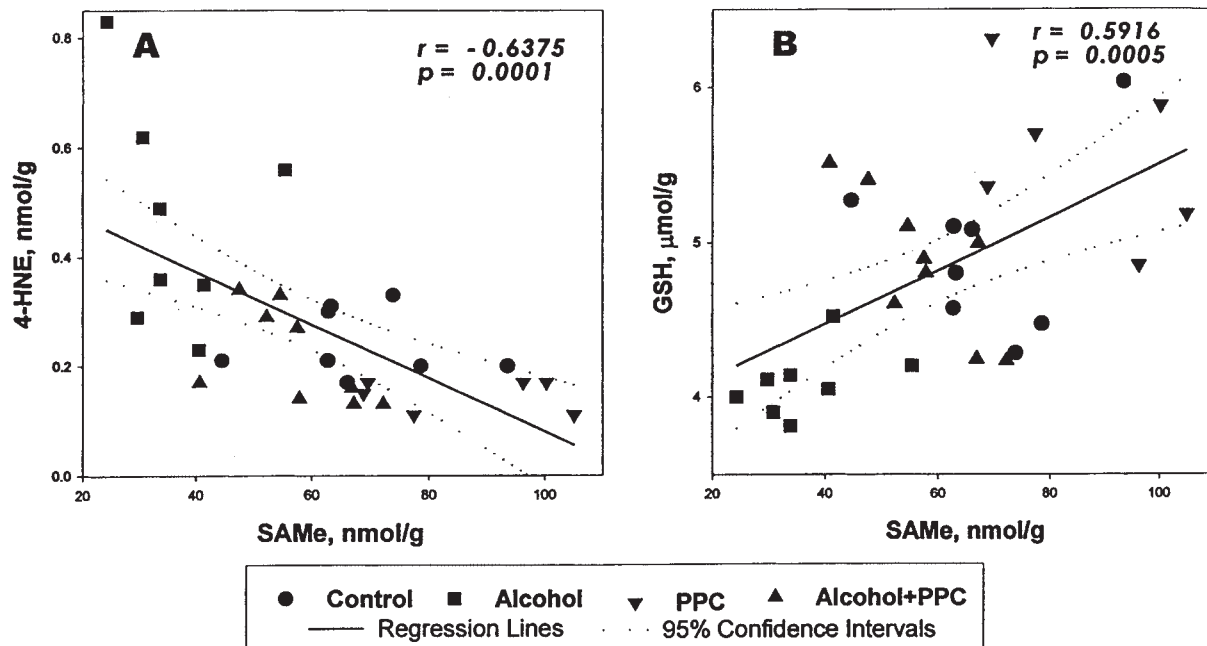 A
r = - 0.6375
p = 0.0001
0.8
0.6
0.4
0.2
0.0
4-HNE, nmol/g
20 40 60 80 100
SAMe, nmol/g
B
r = 0.5916
p = 0.0005
6
5
4
GSH, μmol/g
20 40 60 80 100
SAMe, nmol/g
Control Alcohol PPC Alcohol+PPC
Regression Lines 95% Confidence Intervals